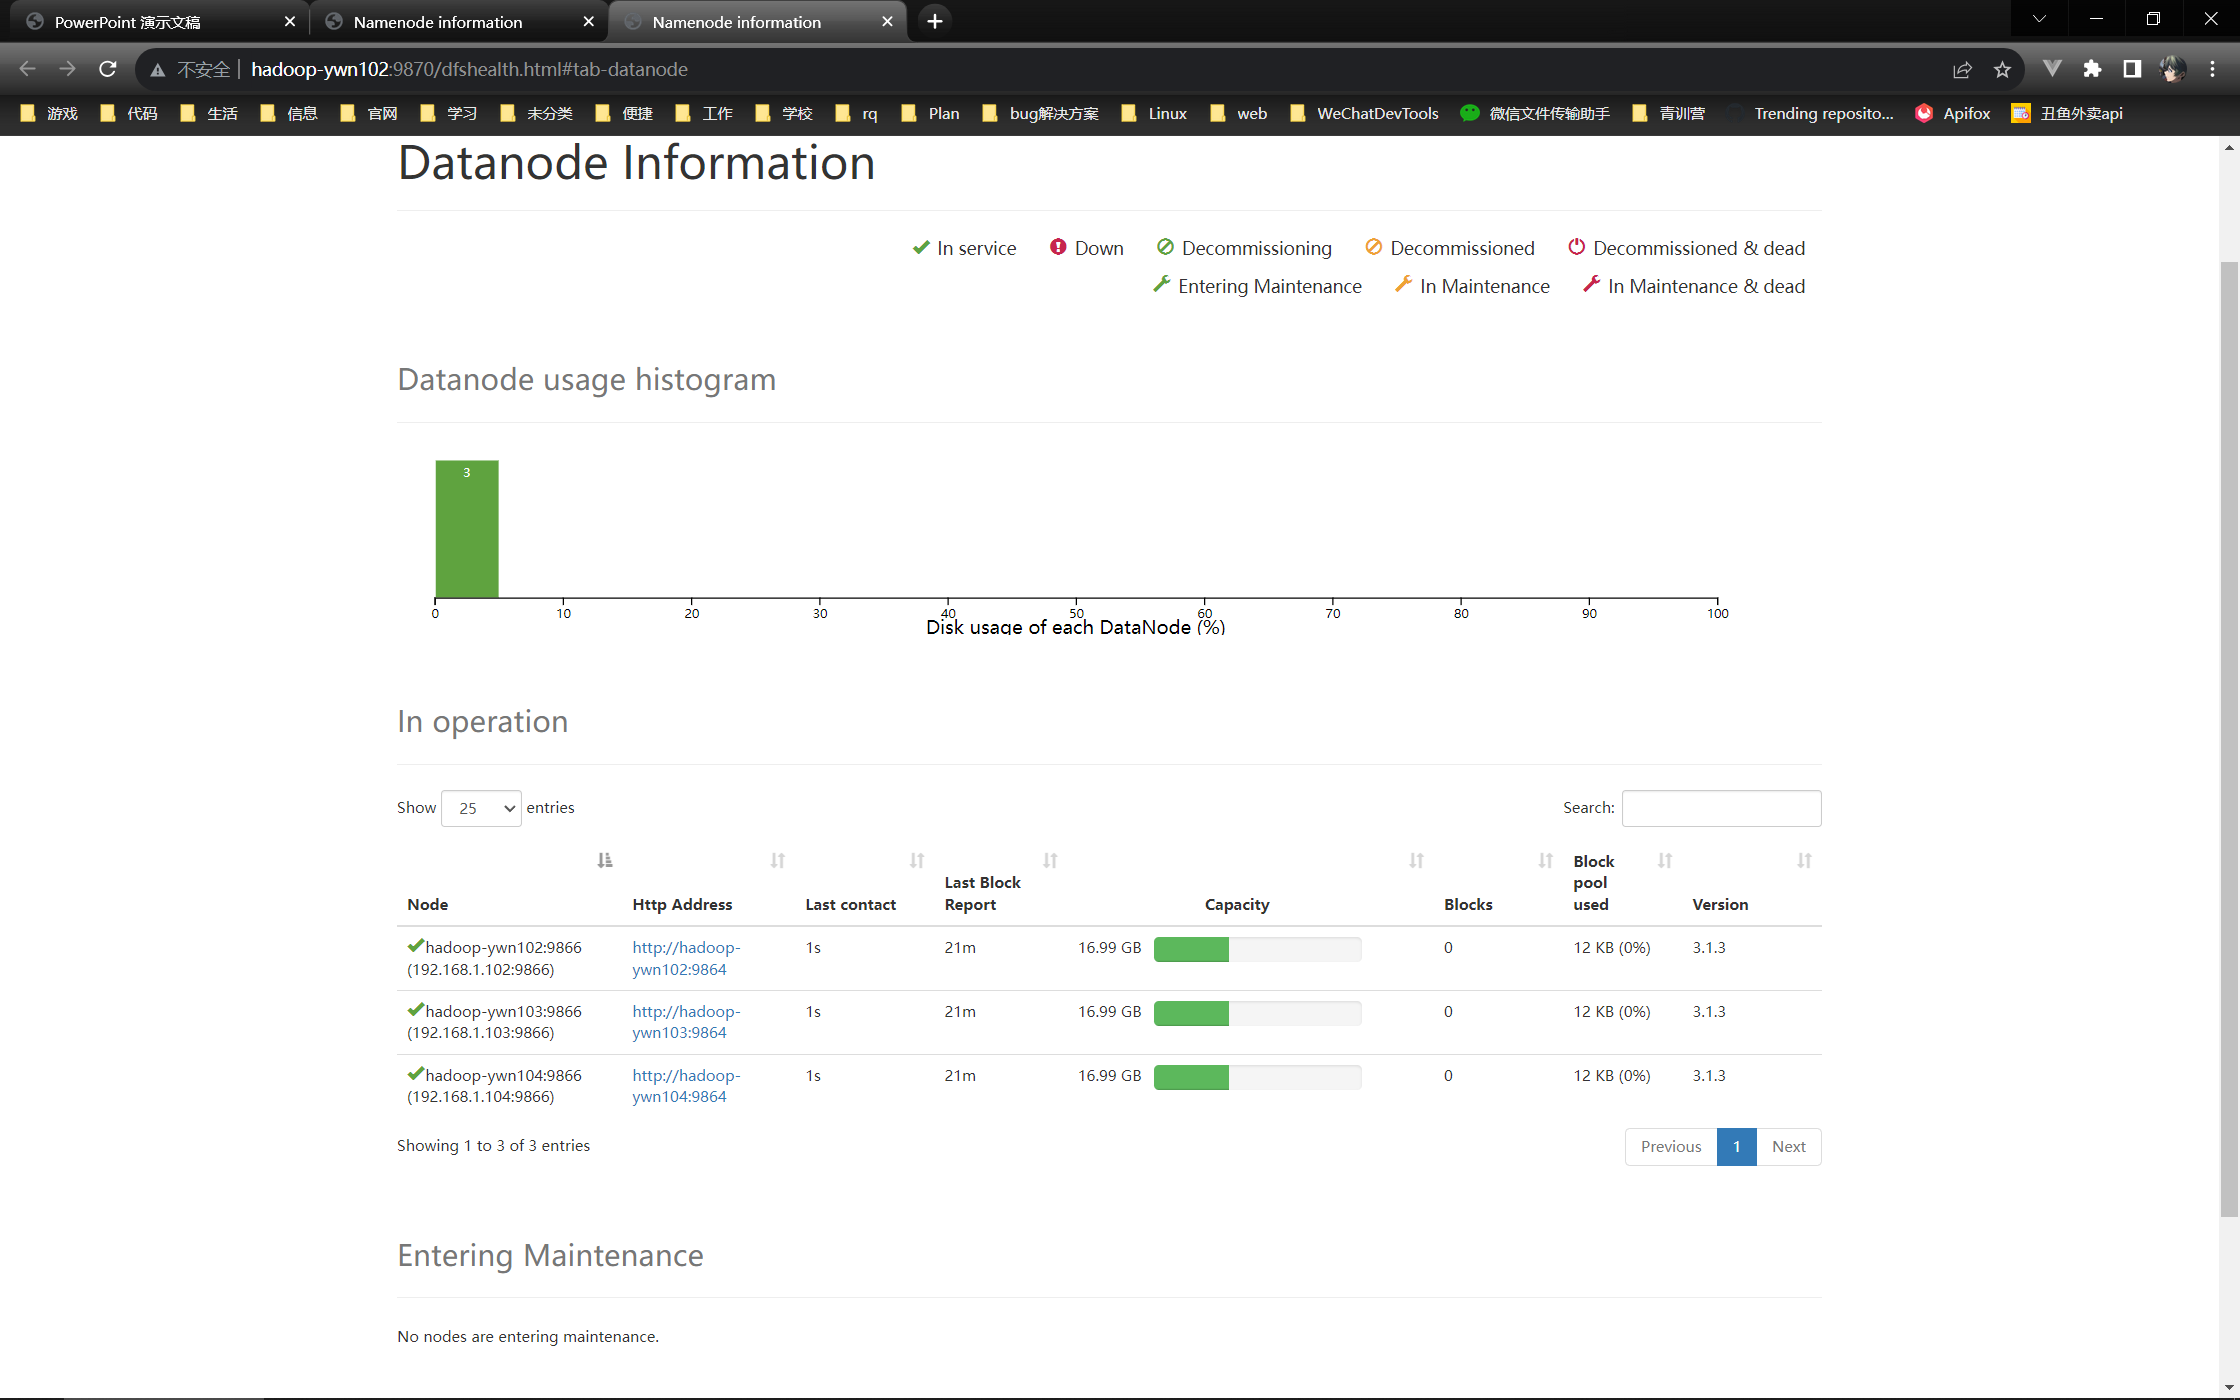 PowerPoint 演示文稿
Namenode information
Namenode information
不安全 hadoop-ywn102:9870/dfshealth.html#tab-datanode
游戏 代码 生活 信息 官网 学习 未分类 便捷 工作 学校 rq Plan bug解决方案 Linux web WeChatDevTools 微信文件传输助手 青训营 Trending reposito... Apifox 丑鱼外卖api
Datanode Information
In service Down Decommissioning Decommissioned Decommissioned & dead
Entering Maintenance In Maintenance In Maintenance & dead
Datanode usage histogram
3
0 10 20 30 40 50 60 70 80 90 100
Disk usage of each DataNode (%)
In operation
Show 25 entries Search:
Node Http Address Last contact Last Block Report Capacity Blocks Block pool used Version
hadoop-ywn102:9866 http://hadoop- 1s 21m 16.99 GB 0 12 KB (0%) 3.1.3
(192.168.1.102:9866) ywn102:9864
hadoop-ywn103:9866 http://hadoop- 1s 21m 16.99 GB 0 12 KB (0%) 3.1.3
(192.168.1.103:9866) ywn103:9864
hadoop-ywn104:9866 http://hadoop- 1s 21m 16.99 GB 0 12 KB (0%) 3.1.3
(192.168.1.104:9866) ywn104:9864
Showing 1 to 3 of 3 entries Previous 1 Next
Entering Maintenance
No nodes are entering maintenance.